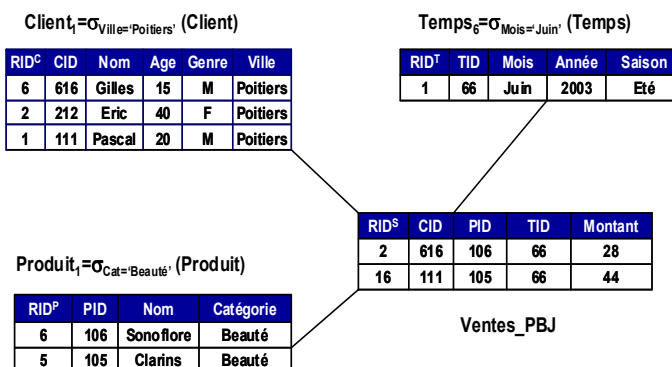 Client1=σVille='Poitiers' (Client)
RIDC CID Nom Age Genre Ville
6 616 Gilles 15 M Poitiers
2 212 Eric 40 F Poitiers
1 111 Pascal 20 M Poitiers
Temps6=σMois='Juin' (Temps)
RIDT TID Mois Année Saison
1 66 Juin 2003 Eté
RIDS CID PID TID Montant
2 616 106 66 28
16 111 105 66 44
Ventes_PBJ
Produit1=σCat='Beauté' (Produit)
RIDP PID Nom Catégorie
6 106 Sonoflore Beauté
5 105 Clarins Beauté